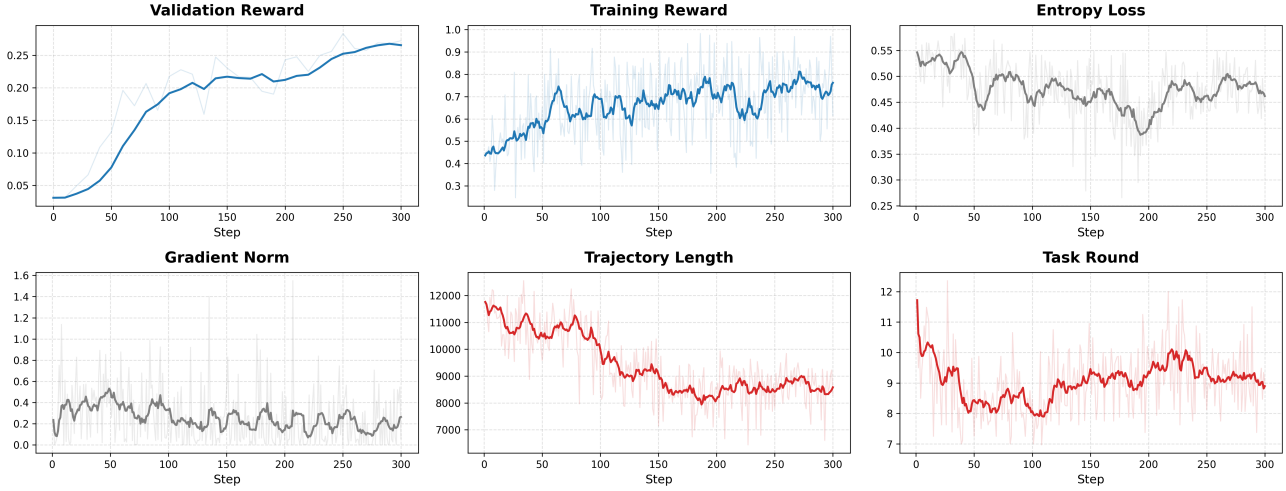 Validation Reward
0.25
0.20
0.15
0.10
0.05
0 50 100 150 200 250 300
Step
Training Reward
1.0
0.9
0.8
0.7
0.6
0.5
0.4
0.3
0 50 100 150 200 250 300
Step
Entropy Loss
0.55
0.50
0.45
0.40
0.35
0.30
0.25
0 50 100 150 200 250 300
Step
Gradient Norm
1.6
1.4
1.2
1.0
0.8
0.6
0.4
0.2
0.0
0 50 100 150 200 250 300
Step
Trajectory Length
12000
11000
10000
9000
8000
7000
0 50 100 150 200 250 300
Step
Task Round
12
11
10
9
8
7
0 50 100 150 200 250 300
Step